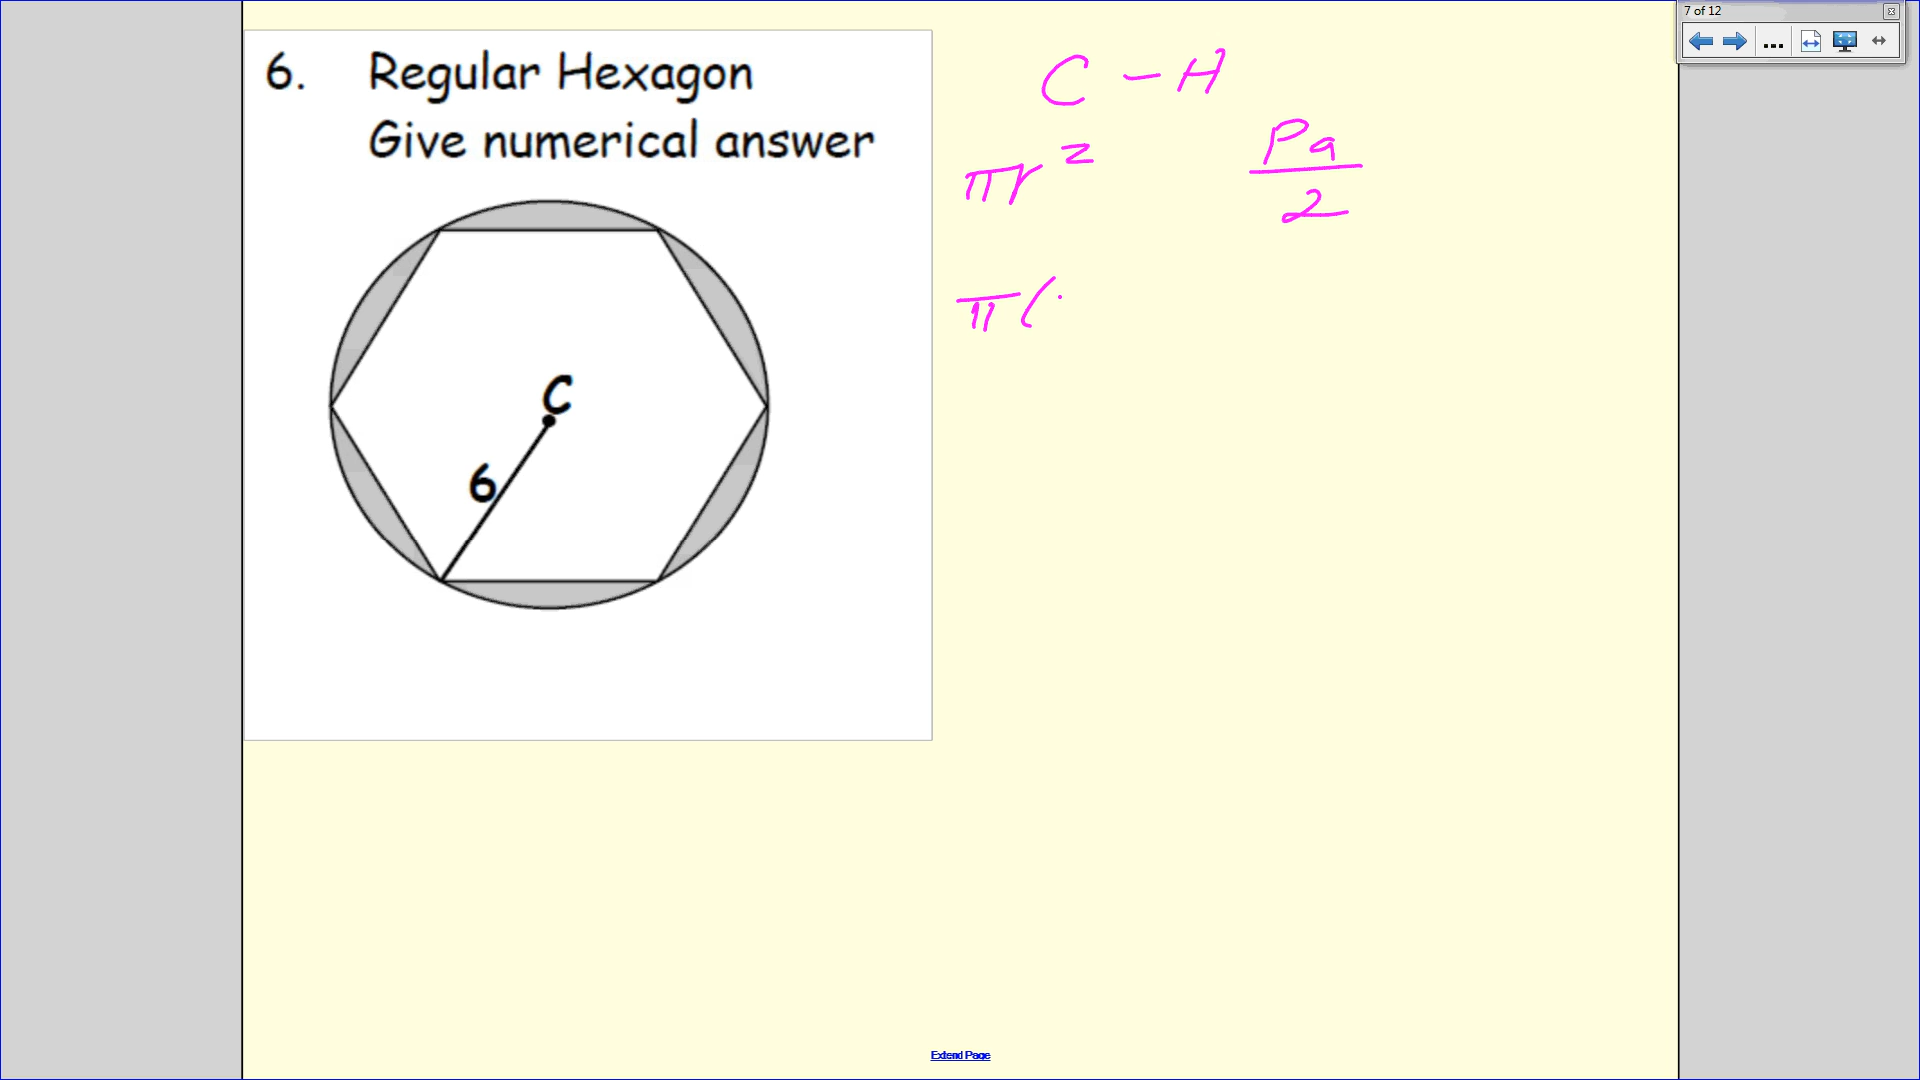 7 of 12
6. Regular Hexagon
Give numerical answer
C - H
πr²
Pa
2
π(
C
6
Extend Page